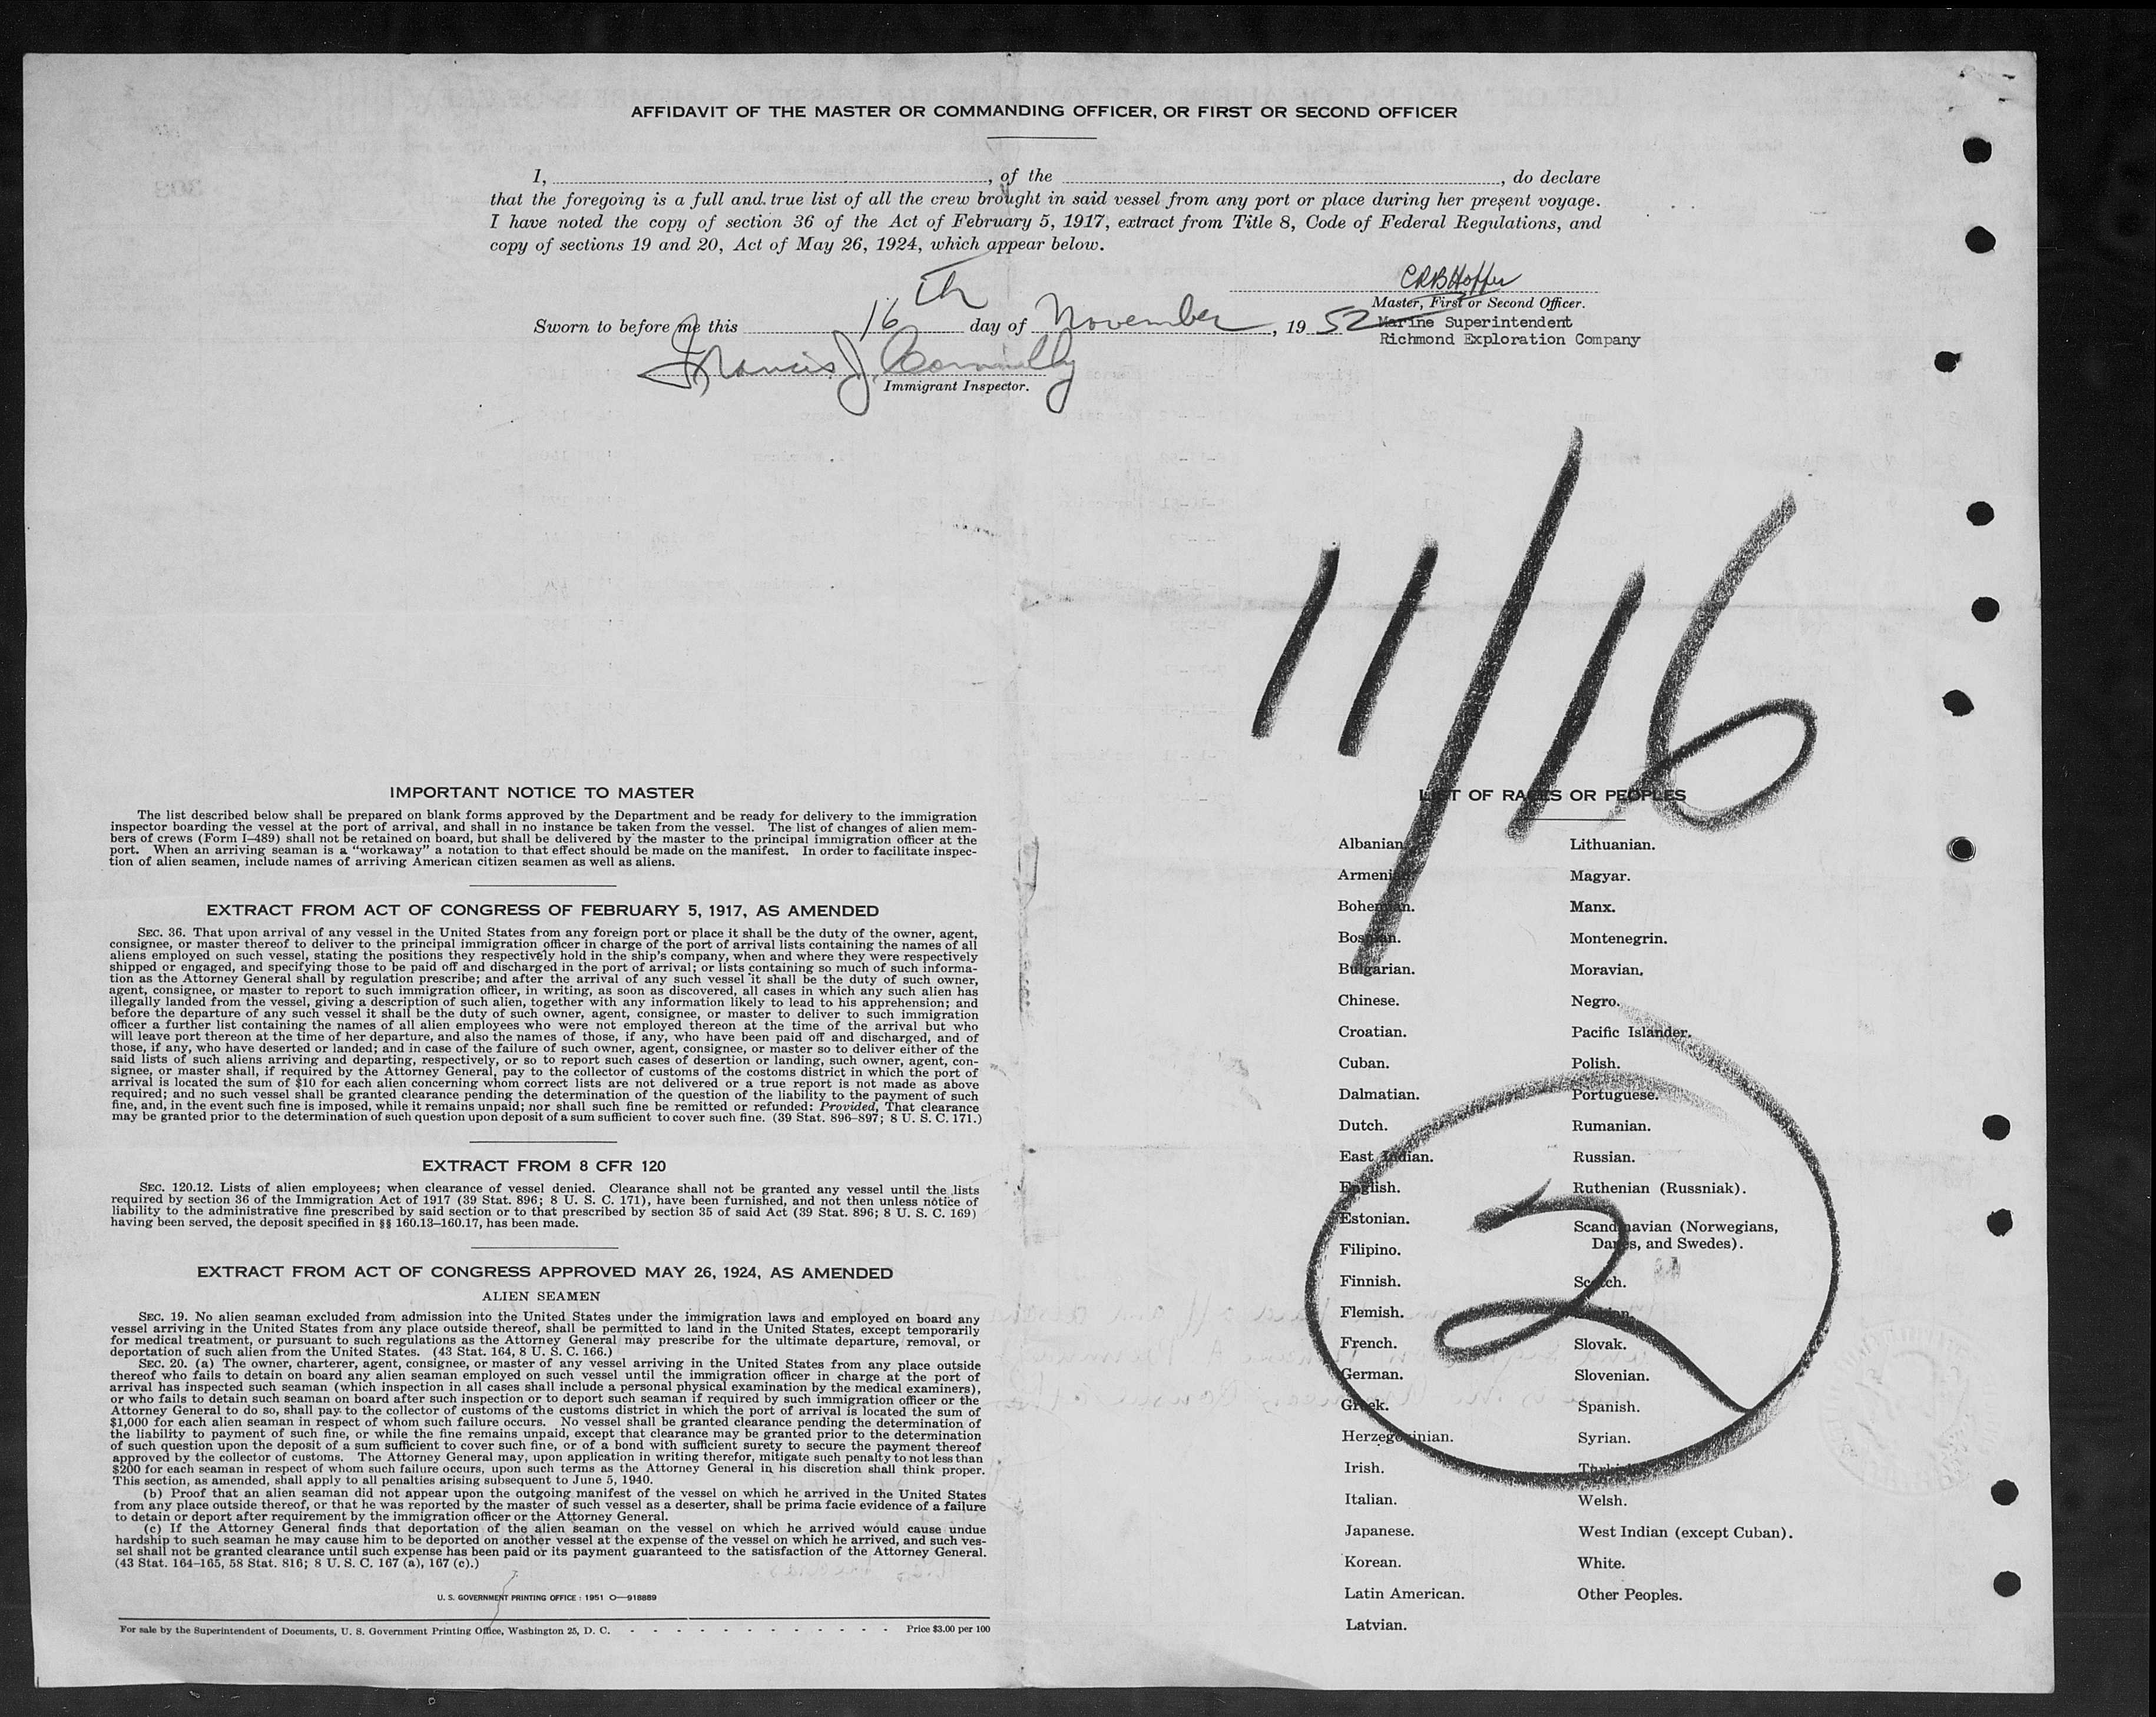 AFFIDAVIT OF THE MASTER OR COMMANDING OFFICER, OR FIRST OR SECOND OFFICER
I, , of the , do declare
that the foregoing is a full and true list of all the crew brought in said vessel from any port or place during her present voyage.
I have noted the copy of section 36 of the Act of February 5, 1917, extract from Title 8, Code of Federal Regulations, and
copy of sections 19 and 20, Act of May 26, 1924, which appear below.
CRB Hoffer
Master, First or Second Officer.
Sworn to before me this 16th day of November, 1952
Marine Superintendent
Richmond Exploration Company
Francis J. Connolly
Immigrant Inspector.
11/16
IMPORTANT NOTICE TO MASTER
The list described below shall be prepared on blank forms approved by the Department and be ready for delivery to the immigration
inspector boarding the vessel at the port of arrival, and shall in no instance be taken from the vessel. The list of changes of alien mem-
bers of crews (Form I–489) shall not be retained on board, but shall be delivered by the master to the principal immigration officer at the
port. When an arriving seaman is a "workaway" a notation to that effect should be made on the manifest. In order to facilitate inspec-
tion of alien seamen, include names of arriving American citizen seamen as well as aliens.
EXTRACT FROM ACT OF CONGRESS OF FEBRUARY 5, 1917, AS AMENDED
SEC. 36. That upon arrival of any vessel in the United States from any foreign port or place it shall be the duty of the owner, agent,
consignee, or master thereof to deliver to the principal immigration officer in charge of the port of arrival lists containing the names of all
aliens employed on such vessel, stating the positions they respectively hold in the ship's company, when and where they were respectively
shipped or engaged, and specifying those to be paid off and discharged in the port of arrival; or lists containing so much of such informa-
tion as the Attorney General shall by regulation prescribe; and after the arrival of any such vessel it shall be the duty of such owner,
agent, consignee, or master to report to such immigration officer, in writing, as soon as discovered, all cases in which any such alien has
illegally landed from the vessel, giving a description of such alien, together with any information likely to lead to his apprehension; and
before the departure of any such vessel it shall be the duty of such owner, agent, consignee, or master to deliver to such immigration
officer a further list containing the names of all alien employees who were not employed thereon at the time of the arrival but who
will leave port thereon at the time of her departure, and also the names of those, if any, who have been paid off and discharged, and of
those, if any, who have deserted or landed; and in case of the failure of such owner, agent, consignee, or master so to deliver either of the
said lists of such aliens arriving and departing, respectively, or so to report such cases of desertion or landing, such owner, agent, con-
signee, or master shall, if required by the Attorney General, pay to the collector of customs of the costoms district in which the port of
arrival is located the sum of $10 for each alien concerning whom correct lists are not delivered or a true report is not made as above
required; and no such vessel shall be granted clearance pending the determination of the question of the liability to the payment of such
fine, and, in the event such fine is imposed, while it remains unpaid; nor shall such fine be remitted or refunded: Provided, That clearance
may be granted prior to the determination of such question upon deposit of a sum sufficient to cover such fine. (39 Stat. 896–897; 8 U. S. C. 171.)
EXTRACT FROM 8 CFR 120
SEC. 120.12. Lists of alien employees; when clearance of vessel denied. Clearance shall not be granted any vessel until the lists
required by section 36 of the Immigration Act of 1917 (39 Stat. 896; 8 U. S. C. 171), have been furnished, and not then unless notice of
liability to the administrative fine prescribed by said section or to that prescribed by section 35 of said Act (39 Stat. 896; 8 U. S. C. 169)
having been served, the deposit specified in §§ 160.13–160.17, has been made.
EXTRACT FROM ACT OF CONGRESS APPROVED MAY 26, 1924, AS AMENDED
ALIEN SEAMEN
SEC. 19. No alien seaman excluded from admission into the United States under the immigration laws and employed on board any
vessel arriving in the United States from any place outside thereof, shall be permitted to land in the United States, except temporarily
for medical treatment, or pursuant to such regulations as the Attorney General may prescribe for the ultimate departure, removal, or
deportation of such alien from the United States. (43 Stat. 164, 8 U. S. C. 166.)
SEC. 20. (a) The owner, charterer, agent, consignee, or master of any vessel arriving in the United States from any place outside
thereof who fails to detain on board any alien seaman employed on such vessel until the immigration officer in charge at the port of
arrival has inspected such seaman (which inspection in all cases shall include a personal physical examination by the medical examiners),
or who fails to detain such seaman on board after such inspection or to deport such seaman if required by such immigration officer or the
Attorney General to do so, shall pay to the collector of customs of the customs district in which the port of arrival is located the sum of
$1,000 for each alien seaman in respect of whom such failure occurs. No vessel shall be granted clearance pending the determination of
the liability to payment of such fine, or while the fine remains unpaid, except that clearance may be granted prior to the determination
of such question upon the deposit of a sum sufficient to cover such fine, or of a bond with sufficient surety to secure the payment thereof
approved by the collector of customs. The Attorney General may, upon application in writing therefor, mitigate such penalty to not less than
$200 for each seaman in respect of whom such failure occurs, upon such terms as the Attorney General in his discretion shall think proper.
This section, as amended, shall apply to all penalties arising subsequent to June 5, 1940.
(b) Proof that an alien seaman did not appear upon the outgoing manifest of the vessel on which he arrived in the United States
from any place outside thereof, or that he was reported by the master of such vessel as a deserter, shall be prima facie evidence of a failure
to detain or deport after requirement by the immigration officer or the Attorney General.
(c) If the Attorney General finds that deportation of the alien seaman on the vessel on which he arrived would cause undue
hardship to such seaman he may cause him to be deported on another vessel at the expense of the vessel on which he arrived, and such ves-
sel shall not be granted clearance until such expense has been paid or its payment guaranteed to the satisfaction of the Attorney General.
(43 Stat. 164–165, 58 Stat. 816; 8 U. S. C. 167 (a), 167 (c).)
U. S. GOVERNMENT PRINTING OFFICE : 1951 O—918889
For sale by the Superintendent of Documents, U. S. Government Printing Office, Washington 25, D. C. - - - - - - - - - - - - - Price $3.00 per 100
LIST OF RACES OR PEOPLES
Albanian.
Armenian.
Bohemian.
Bosnian.
Bulgarian.
Chinese.
Croatian.
Cuban.
Dalmatian.
Dutch.
East Indian.
English.
Estonian.
Filipino.
Finnish.
Flemish.
French.
German.
Greek.
Herzegovinian.
Irish.
Italian.
Japanese.
Korean.
Latin American.
Latvian.
Lithuanian.
Magyar.
Manx.
Montenegrin.
Moravian.
Negro.
Pacific Islander.
Polish.
Portuguese.
Rumanian.
Russian.
Ruthenian (Russniak).
Scandinavian (Norwegians,
Danes, and Swedes).
Scotch.
Slovak.
Slovenian.
Spanish.
Syrian.
Turkish.
Welsh.
West Indian (except Cuban).
White.
Other Peoples.
2